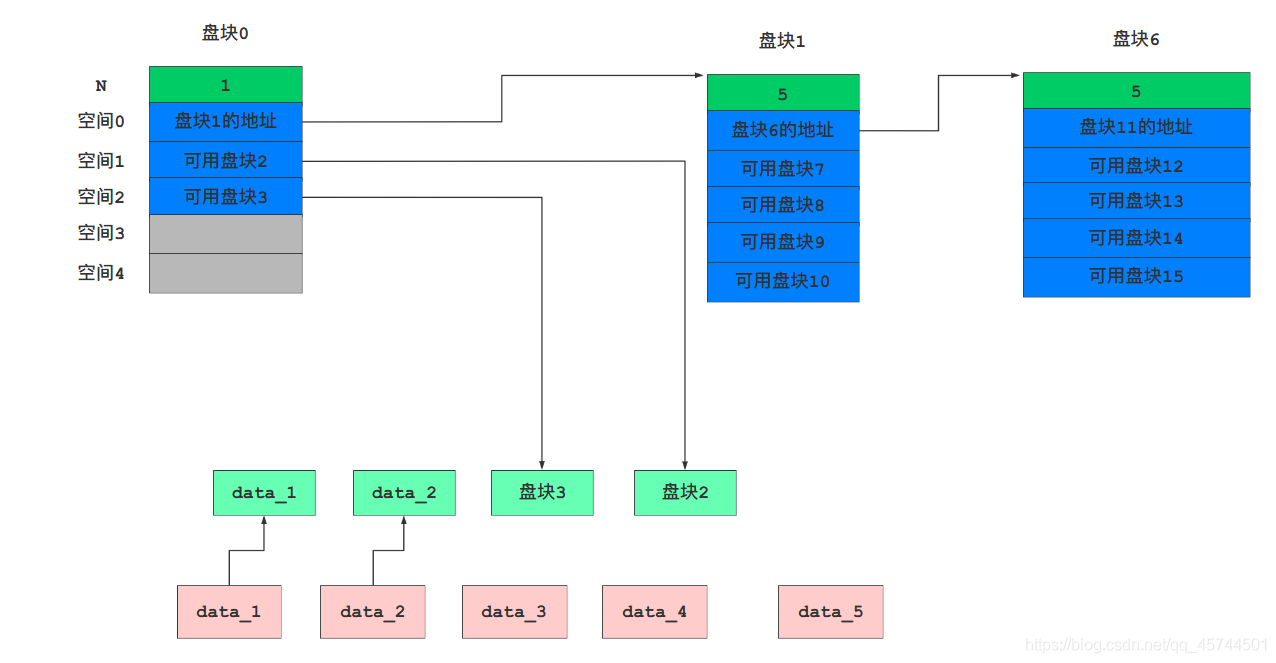 盘块0
盘块1
盘块6
N
1
5
5
空间0
盘块1的地址
盘块6的地址
盘块11的地址
空间1
可用盘块2
可用盘块7
可用盘块12
空间2
可用盘块3
可用盘块8
可用盘块13
空间3
可用盘块9
可用盘块14
空间4
可用盘块10
可用盘块15
data_1
data_2
盘块3
盘块2
data_1
data_2
data_3
data_4
data_5
https://blog.csdn.net/qq_45744501